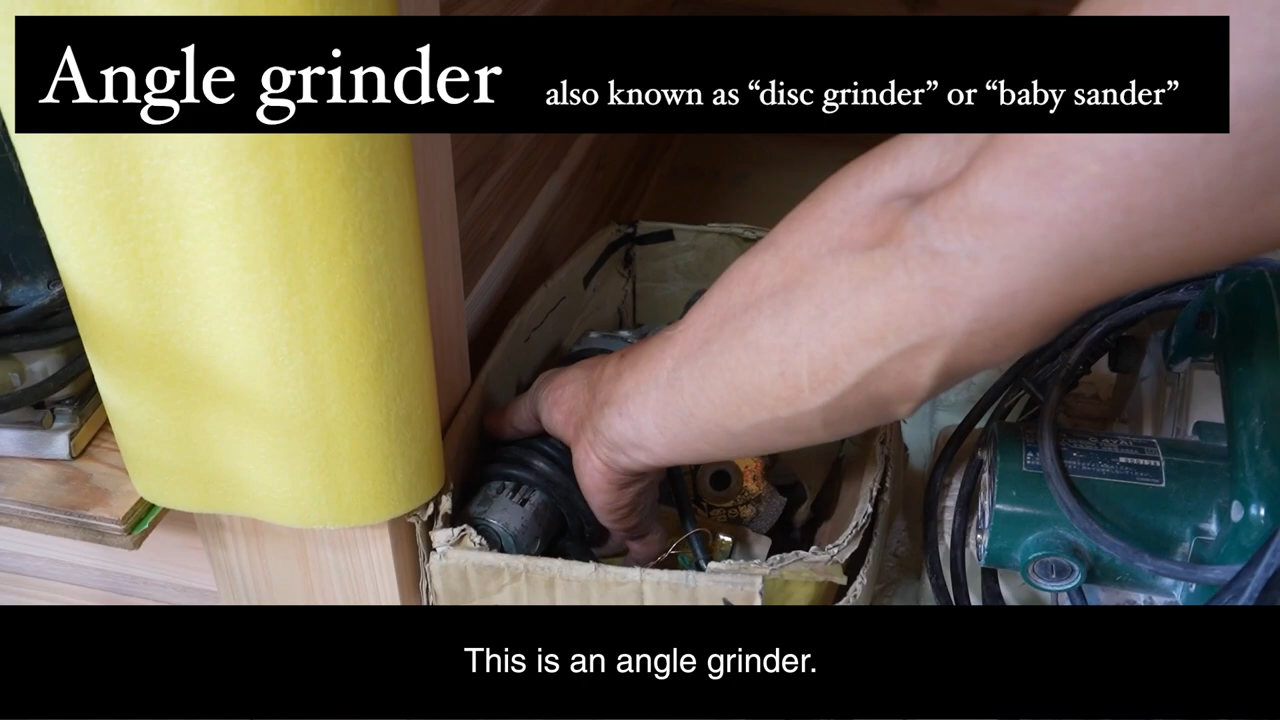 Angle grinder also known as “disc grinder” or “baby sander”
This is an angle grinder.